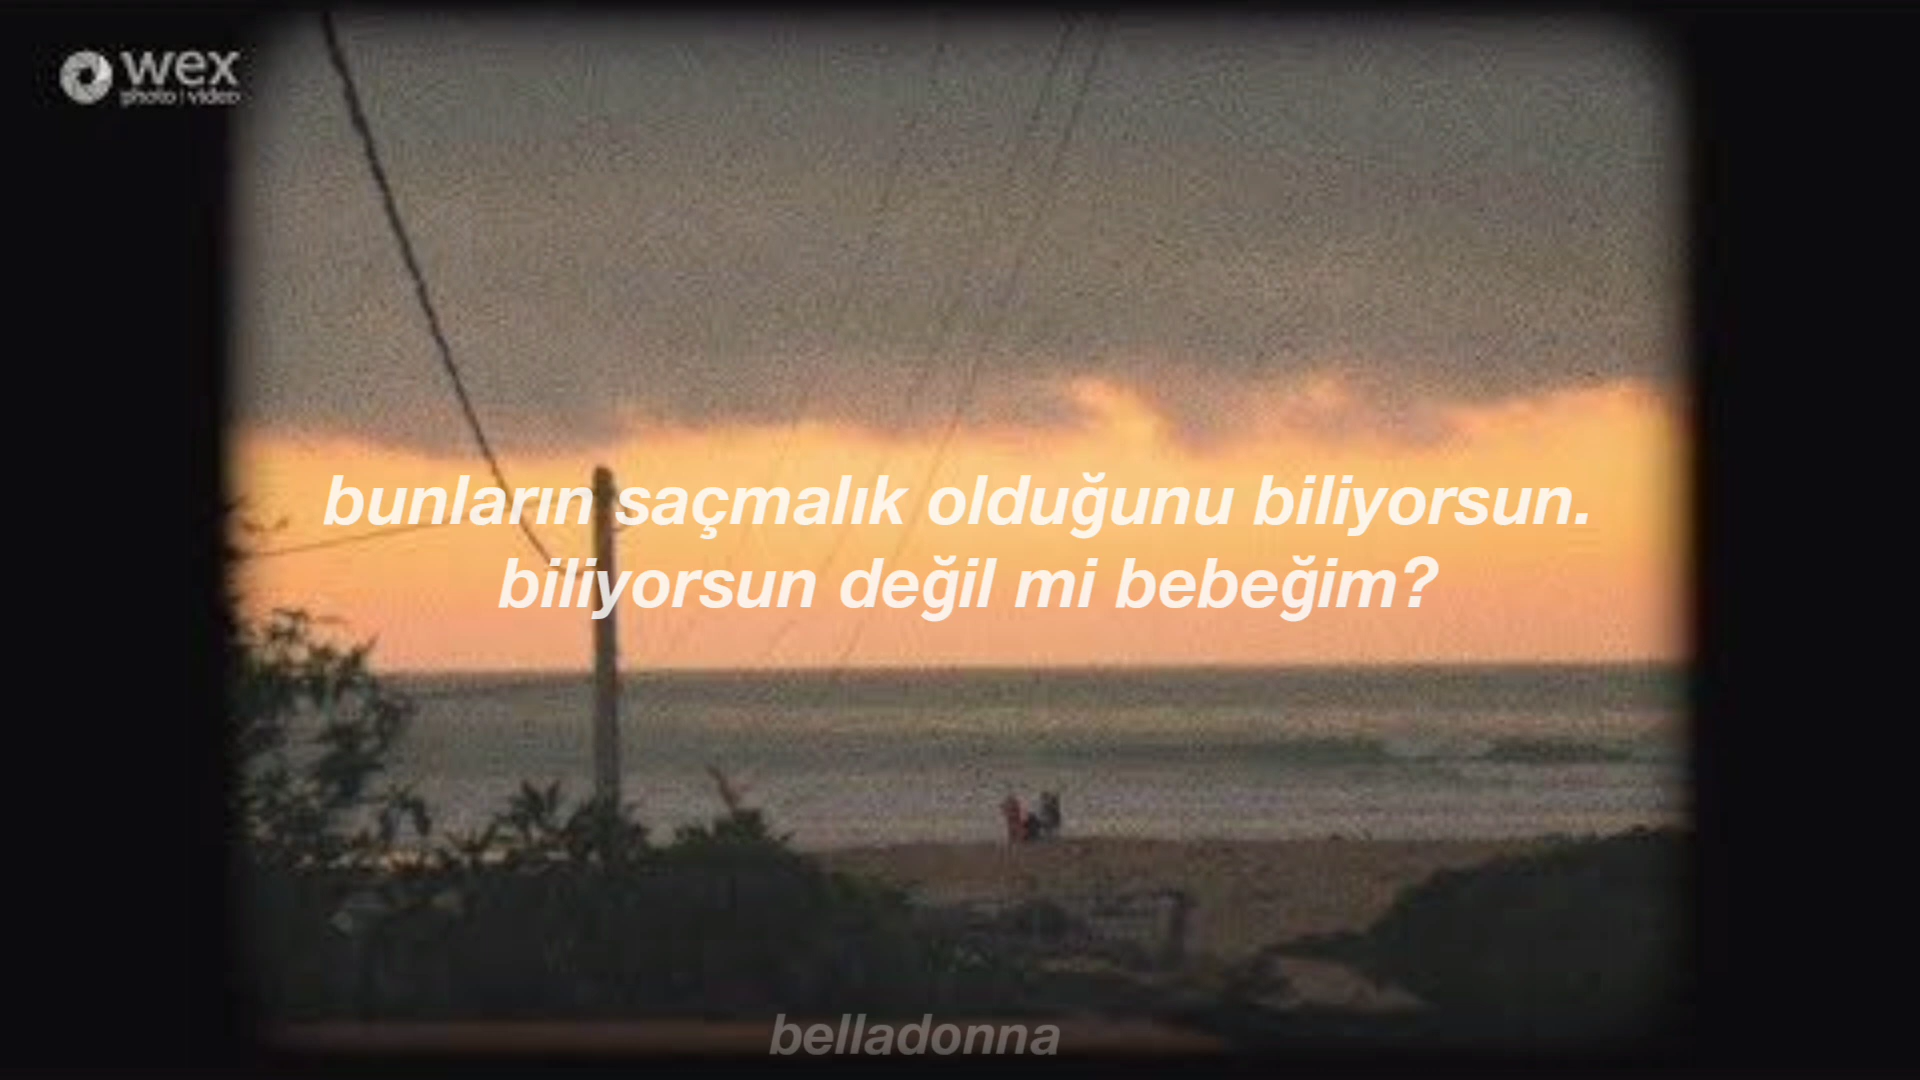 wex
photo | video
bunların saçmalık olduğunu biliyorsun.
biliyorsun değil mi bebeğim?
belladonna